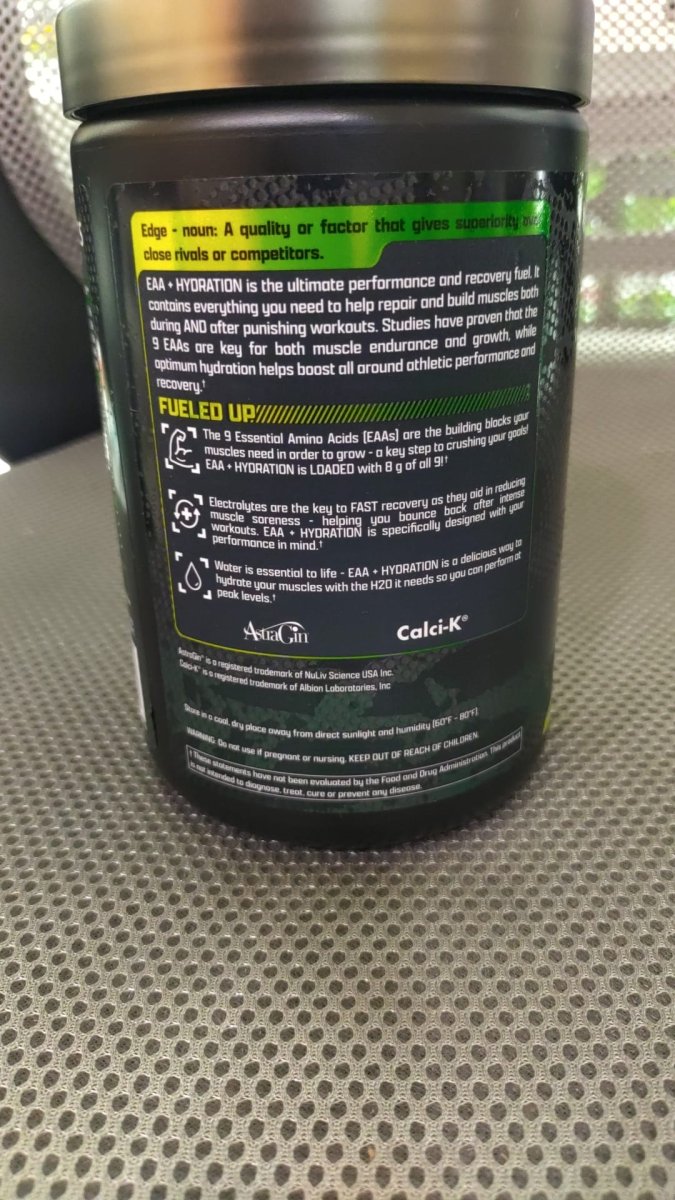 Edge - noun: A quality or factor that gives superiority over
close rivals or competitors.
EAA + HYDRATION is the ultimate performance and recovery fuel. It
contains everything you need to help repair and build muscles both
during AND after punishing workouts. Studies have proven that the
9 EAAs are key for both muscle endurance and growth, while
optimum hydration helps boost all around athletic performance and
recovery.†
FUELED UP
The 9 Essential Amino Acids (EAAs) are the building blocks your
muscles need in order to grow - a key step to crushing your goals!
EAA + HYDRATION is LOADED with 8 g of all 9!†
Electrolytes are the key to FAST recovery as they aid in reducing
muscle soreness - helping you bounce back after intense
workouts. EAA + HYDRATION is specifically designed with your
performance in mind.†
Water is essential to life - EAA + HYDRATION is a delicious way to
hydrate your muscles with the H2O it needs so you can perform at
peak levels.†
AstraGin Calci-K®
AstraGin™ is a registered trademark of NuLiv Science USA Inc.
Calci-K™ is a registered trademark of Albion Laboratories, Inc
Store in a cool, dry place away from direct sunlight and humidity (50°F - 80°F).
WARNING: Do not use if pregnant or nursing. KEEP OUT OF REACH OF CHILDREN.
†These statements have not been evaluated by the Food and Drug Administration. This product
is not intended to diagnose, treat, cure or prevent any disease.